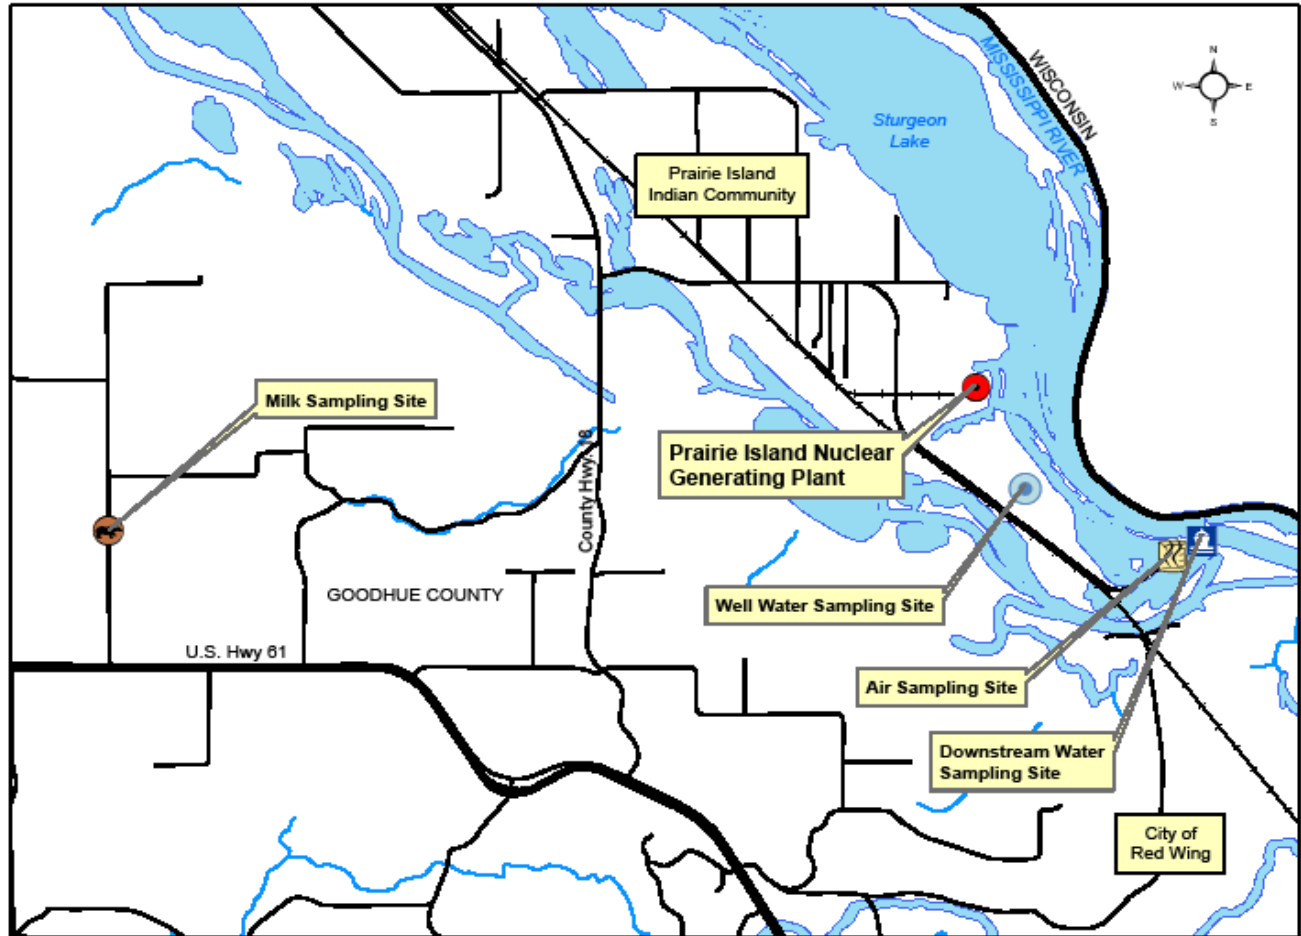 WISCONSIN
MISSISSIPPI RIVER
N
W
E
S
Sturgeon
Lake
Prairie Island
Indian Community
Milk Sampling Site
Prairie Island Nuclear
Generating Plant
County Hwy. 18
Well Water Sampling Site
GOODHUE COUNTY
U.S. Hwy 61
Air Sampling Site
Downstream Water
Sampling Site
City of
Red Wing